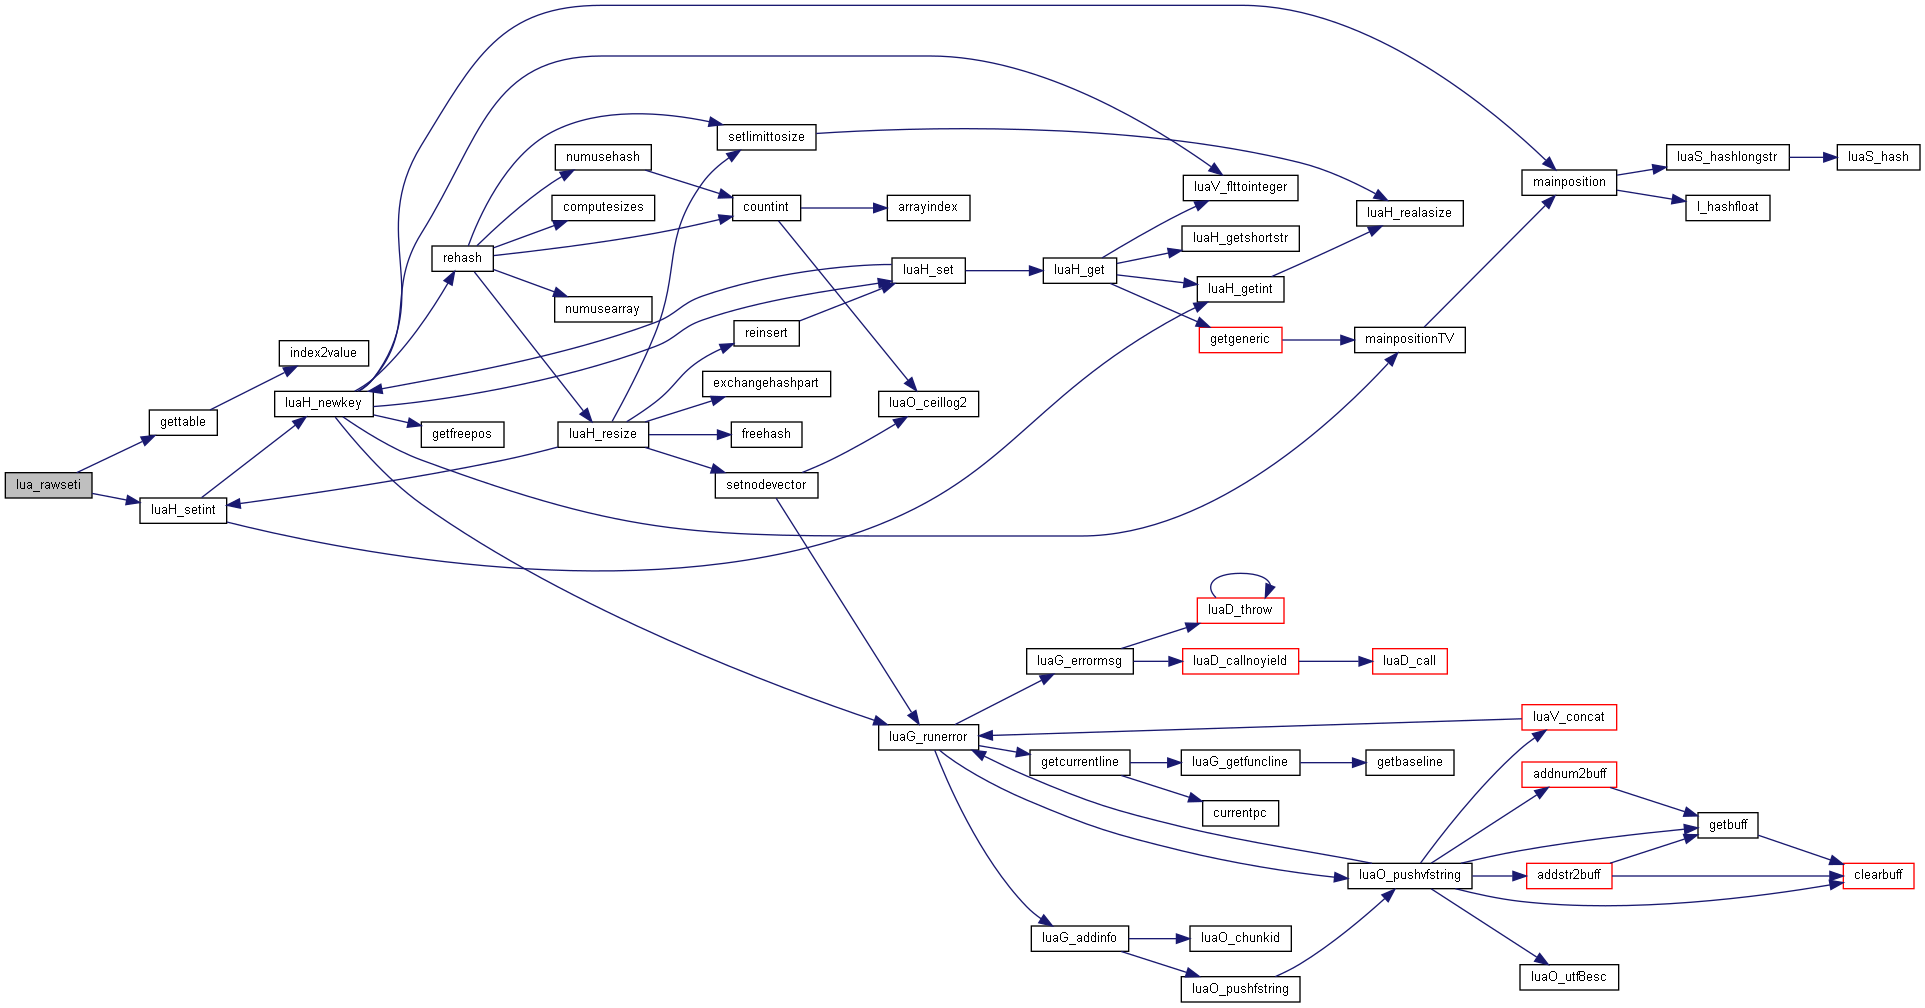 lua_rawseti
gettable
luaH_setint
index2value
luaH_newkey
getfreepos
rehash
numusehash
computesizes
numusearray
luaH_resize
setlimittosize
countint
reinsert
exchangehashpart
freehash
setnodevector
arrayindex
luaH_set
luaO_ceillog2
luaG_runerror
luaH_get
luaV_flttointeger
luaH_getshortstr
luaH_getint
getgeneric
luaH_realasize
mainpositionTV
mainposition
luaS_hashlongstr
l_hashfloat
luaS_hash
luaG_errormsg
luaD_throw
luaD_callnoyield
luaD_call
getcurrentline
luaG_getfuncline
getbaseline
currentpc
luaG_addinfo
luaO_chunkid
luaO_pushfstring
luaO_pushvfstring
luaV_concat
addnum2buff
addstr2buff
luaO_utf8esc
getbuff
clearbuff